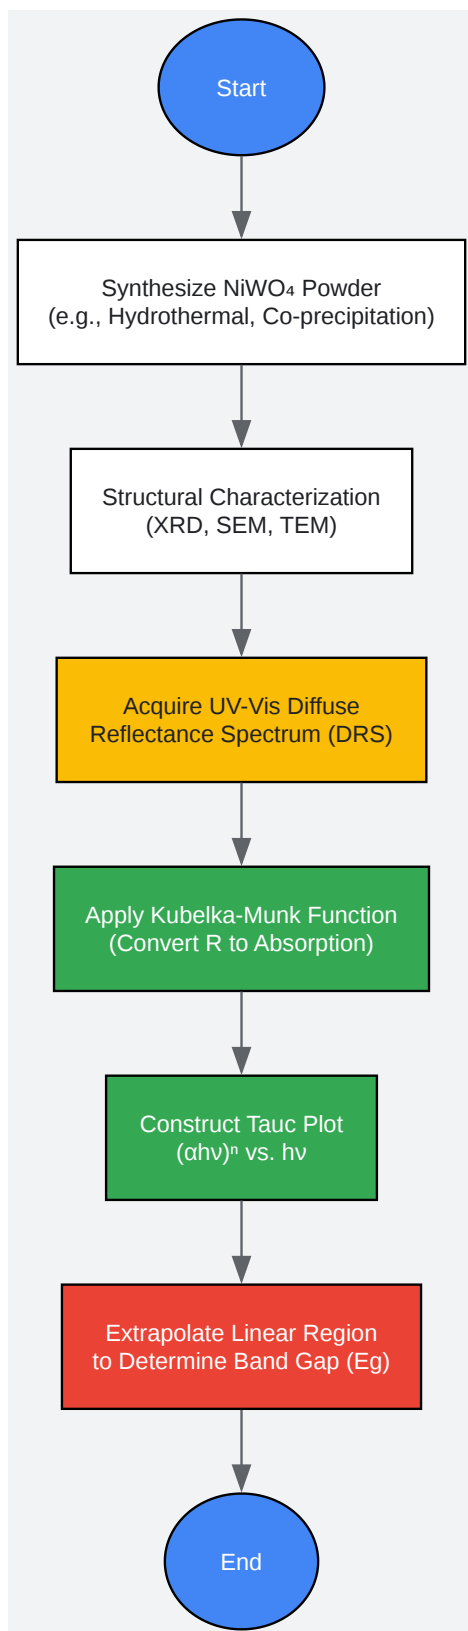 Start
Synthesize NiWO₄ Powder
(e.g., Hydrothermal, Co-precipitation)
Structural Characterization
(XRD, SEM, TEM)
Acquire UV-Vis Diffuse
Reflectance Spectrum (DRS)
Apply Kubelka-Munk Function
(Convert R to Absorption)
Construct Tauc Plot
(αhν)ⁿ vs. hν
Extrapolate Linear Region
to Determine Band Gap (Eg)
End